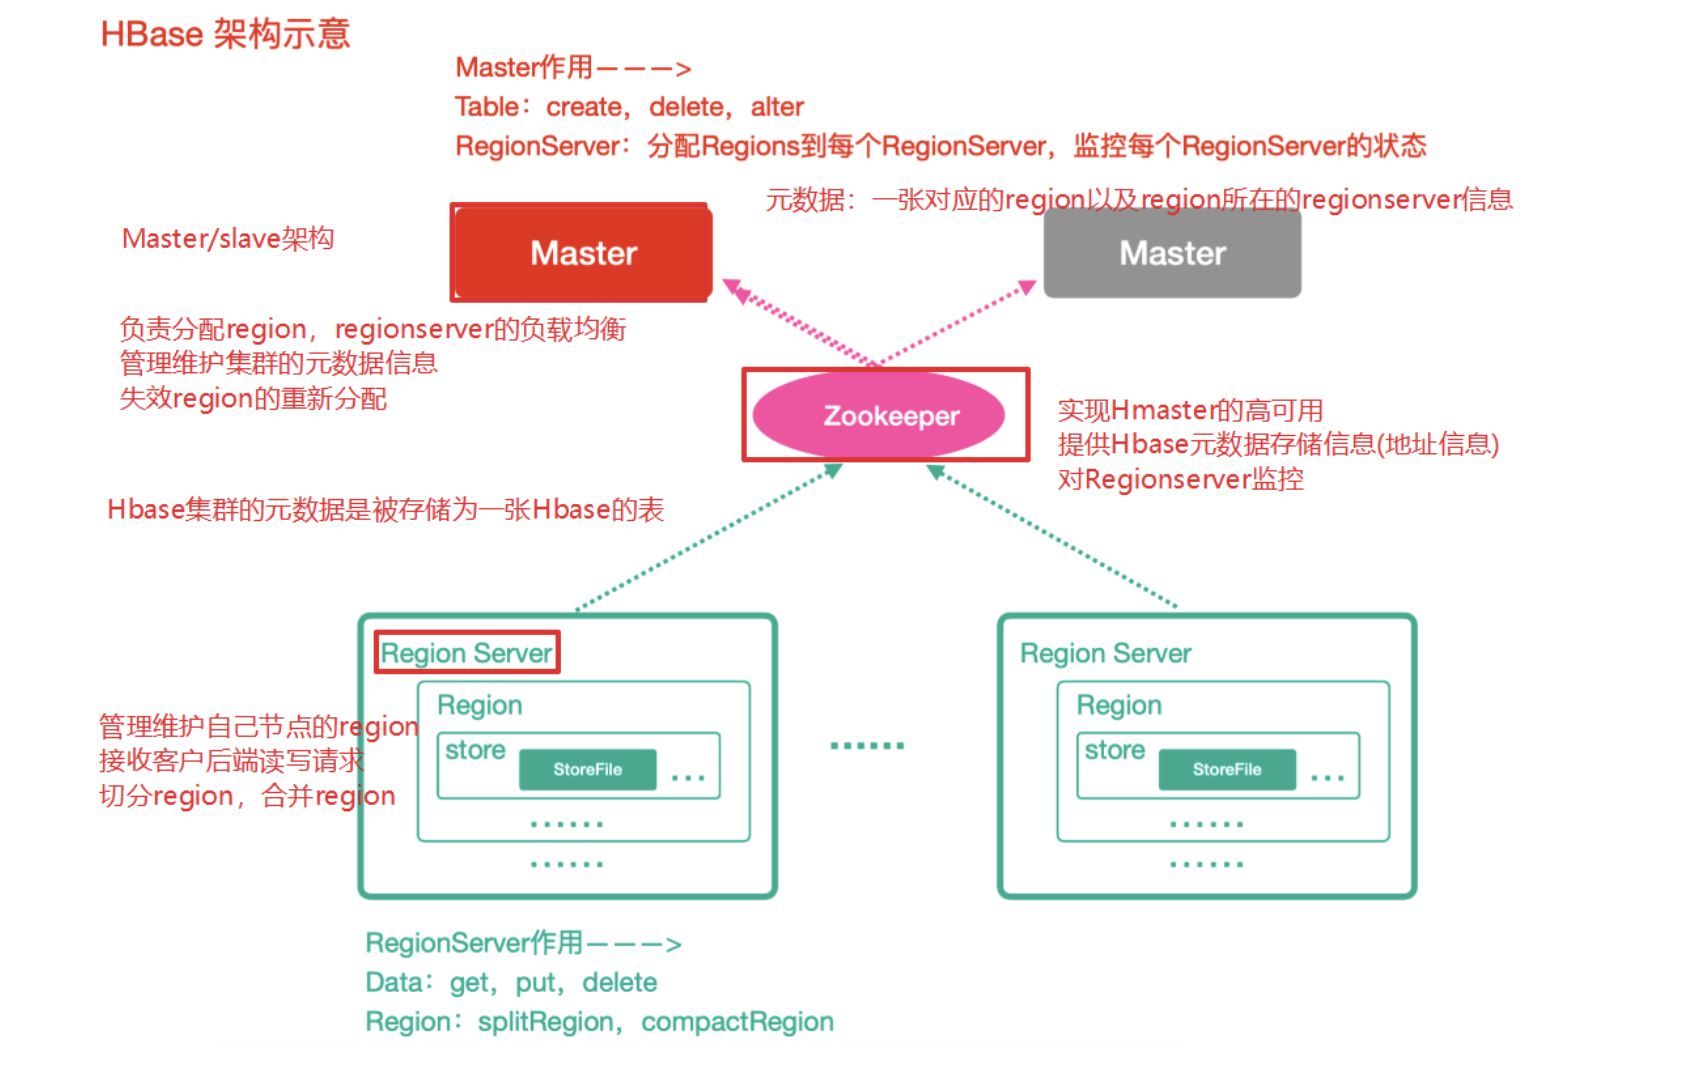 HBase 架构示意
Master作用———>
Table：create，delete，alter
RegionServer：分配Regions到每个RegionServer，监控每个RegionServer的状态
元数据：一张对应的region以及region所在的regionserver信息
Master/slave架构
Master
Master
负责分配region，regionserver的负载均衡
管理维护集群的元数据信息
失效region的重新分配
Zookeeper
实现Hmaster的高可用
提供Hbase元数据存储信息(地址信息)
对Regionserver监控
Hbase集群的元数据是被存储为一张Hbase的表
Region Server
Region
store
StoreFile
...
......
......
管理维护自己节点的region
接收客户后端读写请求
切分region，合并region
......
Region Server
Region
store
StoreFile
...
......
......
RegionServer作用———>
Data：get，put，delete
Region：splitRegion，compactRegion